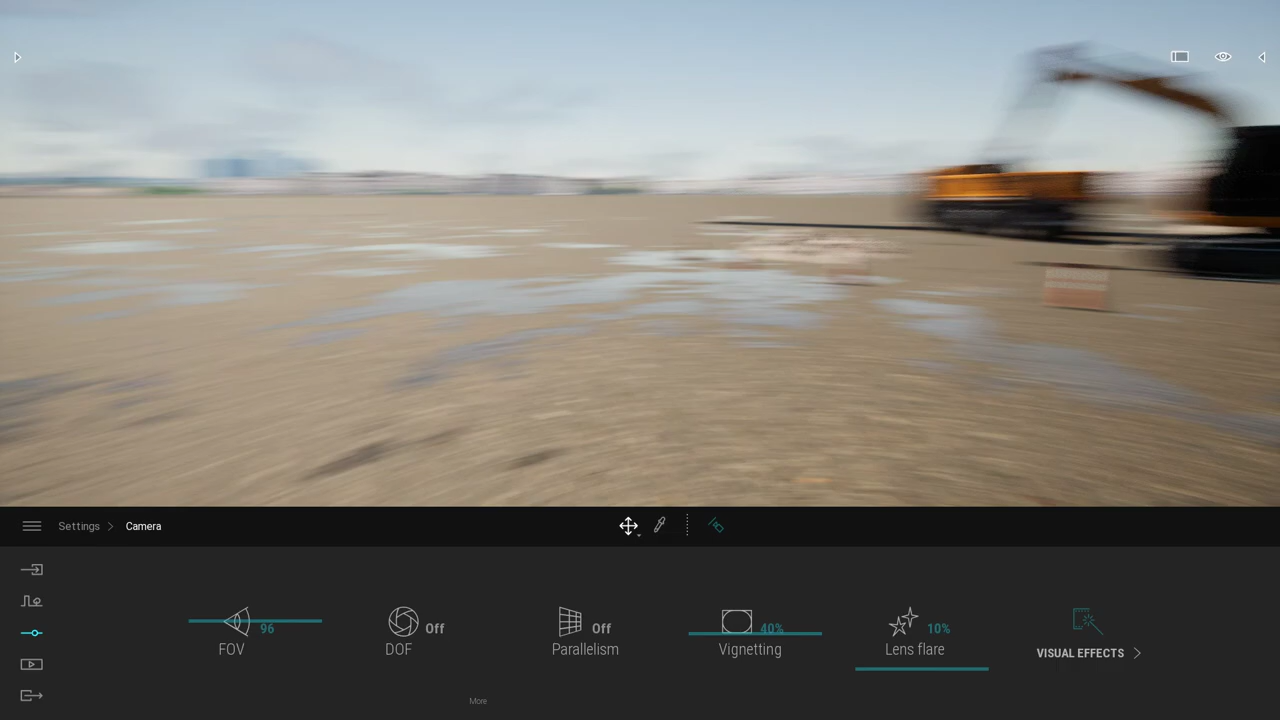 Settings
Camera
96
FOV
Off
DOF
Off
Parallelism
40%
Vignetting
10%
Lens flare
VISUAL EFFECTS
More